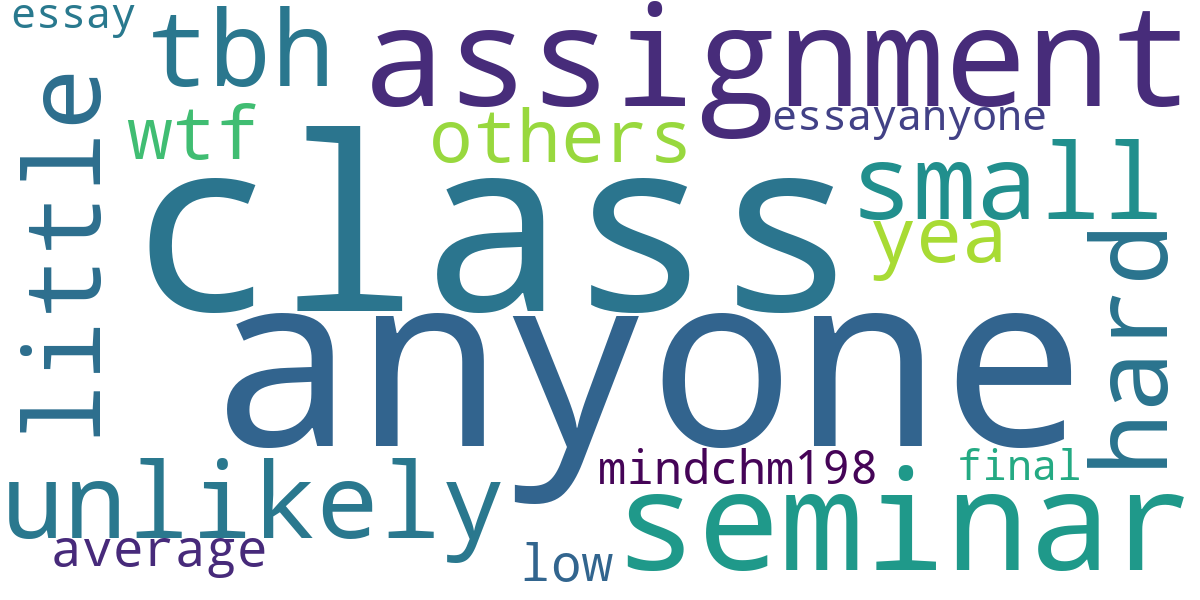 essay
tbh
assignment
wtf
others
essayanyone
little
class
small
yea
hard
anyone
unlikely
mindchm198
final
seminar
average
low